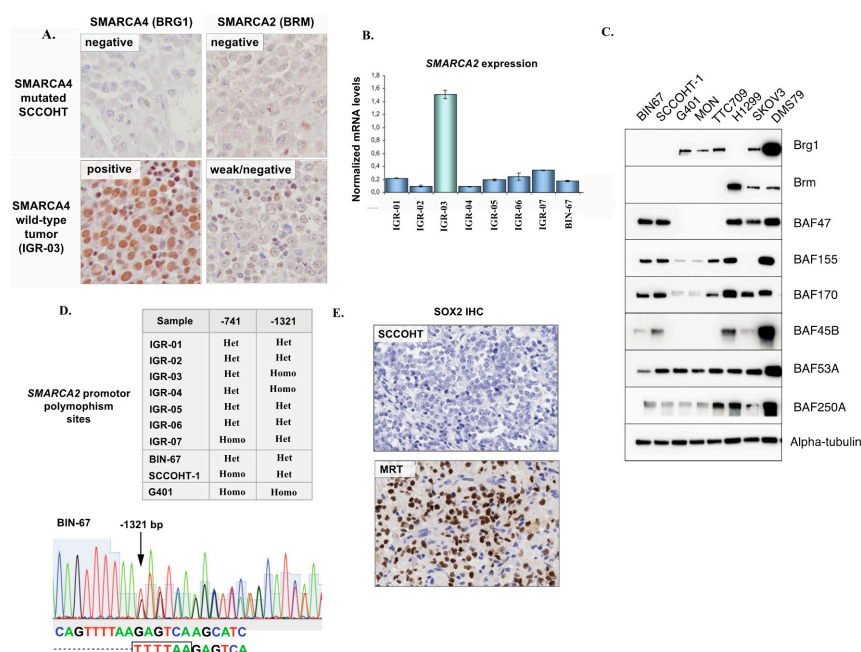 A.
SMARCA4 (BRG1)
SMARCA2 (BRM)
negative
negative
SMARCA4
mutated
SCCOHT
positive
weak/negative
SMARCA4
wild-type
tumor
(IGR-03)
B.
SMARCA2 expression
Normalized mRNA levels
1,8
1,6
1,4
1,2
1,0
0,8
0,6
0,4
0,2
0,0
IGR-01
IGR-02
IGR-03
IGR-04
IGR-05
IGR-06
IGR-07
BIN-67
C.
BIN67
SCCOHT-1
G401
MON
TTC709
H1299
SKOV3
DMS79
Brg1
Brm
BAF47
BAF155
BAF170
BAF45B
BAF53A
BAF250A
Alpha-tubulin
D.
SMARCA2 promotor
polymophism
sites
Sample -741 -1321
IGR-01 Het Het
IGR-02 Het Het
IGR-03 Het Homo
IGR-04 Het Homo
IGR-05 Het Het
IGR-06 Het Het
IGR-07 Homo Het
BIN-67 Het Het
SCCOHT-1 Homo Het
G401 Homo Homo
BIN-67
-1321 bp
CAGTTTTAAGAGTCAAGCATC
TTTTAAGAGTCA
E.
SOX2 IHC
SCCOHT
MRT